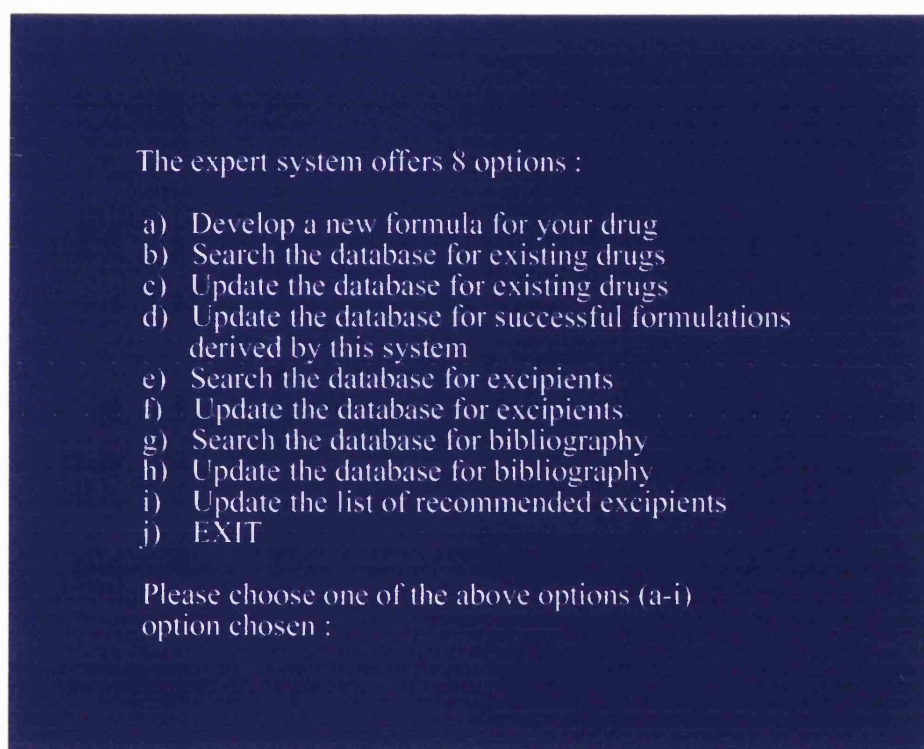 The expert system offers 8 options :
a) Develop a new formula for your drug
b) Search the database for existing drugs
c) Update the database for existing drugs
d) Update the database for successful formulations
derived by this system
e) Search the database for excipients
f) Update the database for excipients
g) Search the database for bibliography
h) Update the database for bibliography
i) Update the list of recommended excipients
j) EXIT
Please choose one of the above options (a-i)
option chosen :